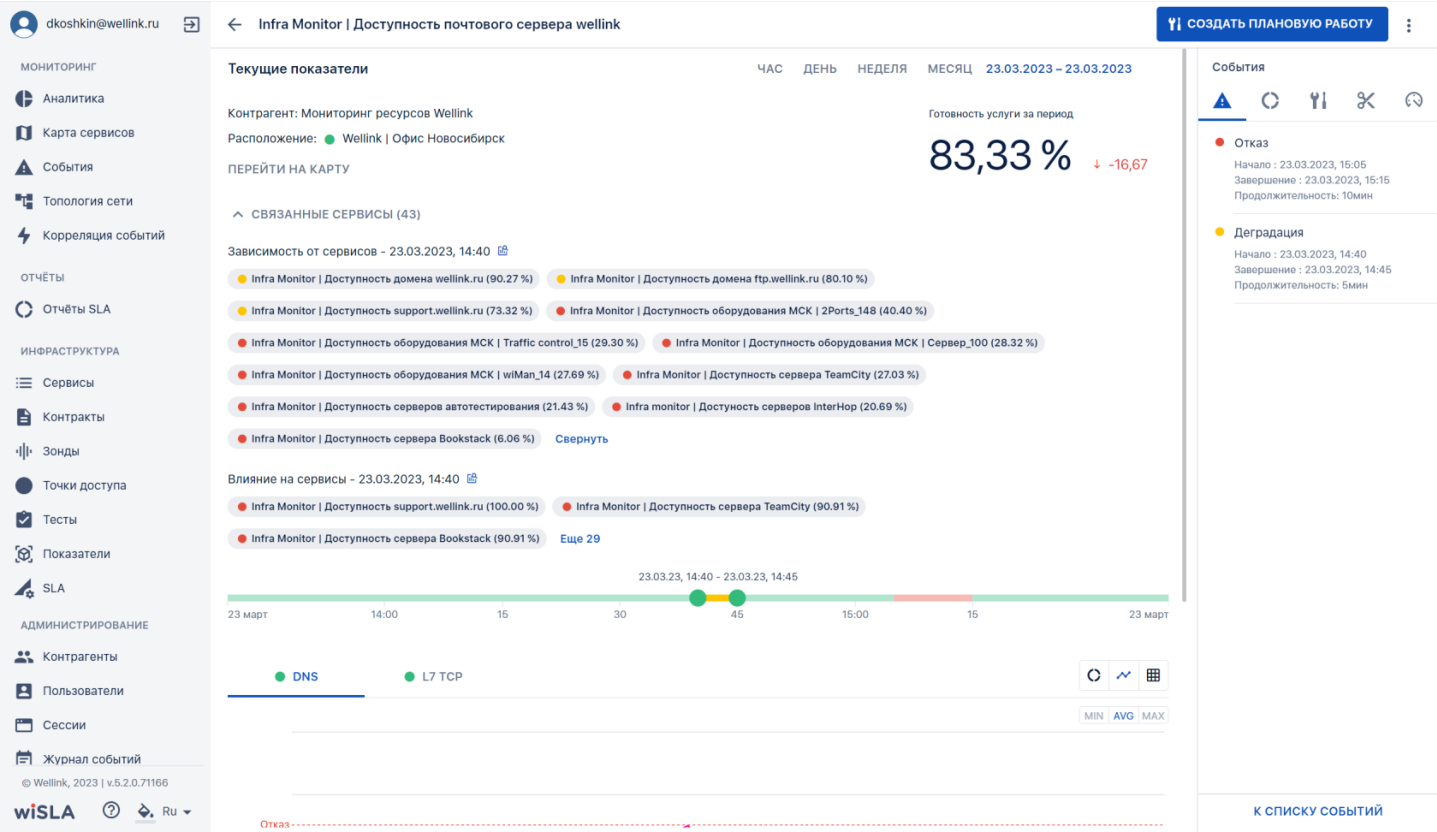 dkoshkin@wellink.ru
МОНИТОРИНГ
Аналитика
Карта сервисов
События
Топология сети
Корреляция событий
ОТЧЁТЫ
Отчёты SLA
ИНФРАСТРУКТУРА
Сервисы
Контракты
Зонды
Точки доступа
Тесты
Показатели
SLA
АДМИНИСТРИРОВАНИЕ
Контрагенты
Пользователи
Сессии
Журнал событий
© Wellink, 2023 | v.5.2.0.71166
wiSLA Ru
Infra Monitor | Доступность почтового сервера wellink
СОЗДАТЬ ПЛАНОВУЮ РАБОТУ
Текущие показатели
ЧАС ДЕНЬ НЕДЕЛЯ МЕСЯЦ 23.03.2023 – 23.03.2023
Контрагент: Мониторинг ресурсов Wellink
Расположение: Wellink | Офис Новосибирск
ПЕРЕЙТИ НА КАРТУ
Готовность услуги за период
83,33 % ↓ -16,67
СВЯЗАННЫЕ СЕРВИСЫ (43)
Зависимость от сервисов - 23.03.2023, 14:40
Infra Monitor | Доступность домена wellink.ru (90.27 %) Infra Monitor | Доступность домена ftp.wellink.ru (80.10 %)
Infra Monitor | Доступность support.wellink.ru (73.32 %) Infra Monitor | Доступность оборудования МСК | 2Ports_148 (40.40 %)
Infra Monitor | Доступность оборудования МСК | Traffic control_15 (29.30 %) Infra Monitor | Доступность оборудования МСК | Сервер_100 (28.32 %)
Infra Monitor | Доступность оборудования МСК | wiMan_14 (27.69 %) Infra Monitor | Доступность сервера TeamCity (27.03 %)
Infra Monitor | Доступность серверов автотестирования (21.43 %) Infra monitor | Достуность серверов InterHop (20.69 %)
Infra Monitor | Доступность сервера Bookstack (6.06 %) Свернуть
Влияние на сервисы - 23.03.2023, 14:40
Infra Monitor | Доступность support.wellink.ru (100.00 %) Infra Monitor | Доступность сервера TeamCity (90.91 %)
Infra Monitor | Доступность сервера Bookstack (90.91 %) Еще 29
23.03.23, 14:40 - 23.03.23, 14:45
23 март 14:00 15 30 45 15:00 15 23 март
DNS L7 TCP
MIN AVG MAX
Отказ
События
Отказ
Начало : 23.03.2023, 15:05
Завершение : 23.03.2023, 15:15
Продолжительность: 10мин
Деградация
Начало : 23.03.2023, 14:40
Завершение : 23.03.2023, 14:45
Продолжительность: 5мин
К СПИСКУ СОБЫТИЙ